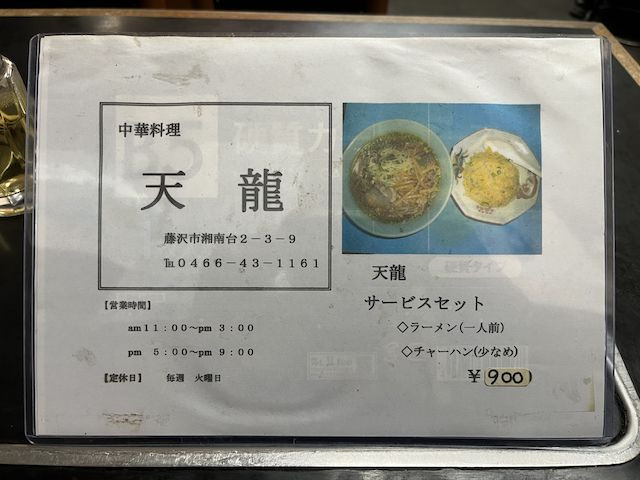 中華料理
天 龍
藤沢市湘南台2-3-9
℡0466-43-1161
【営業時間】
am11:00~pm 3:00
pm 5:00~pm 9:00
【定休日】 毎週 火曜日
天龍
サービスセット
◇ラーメン(一人前)
◇チャーハン(少なめ)
¥900